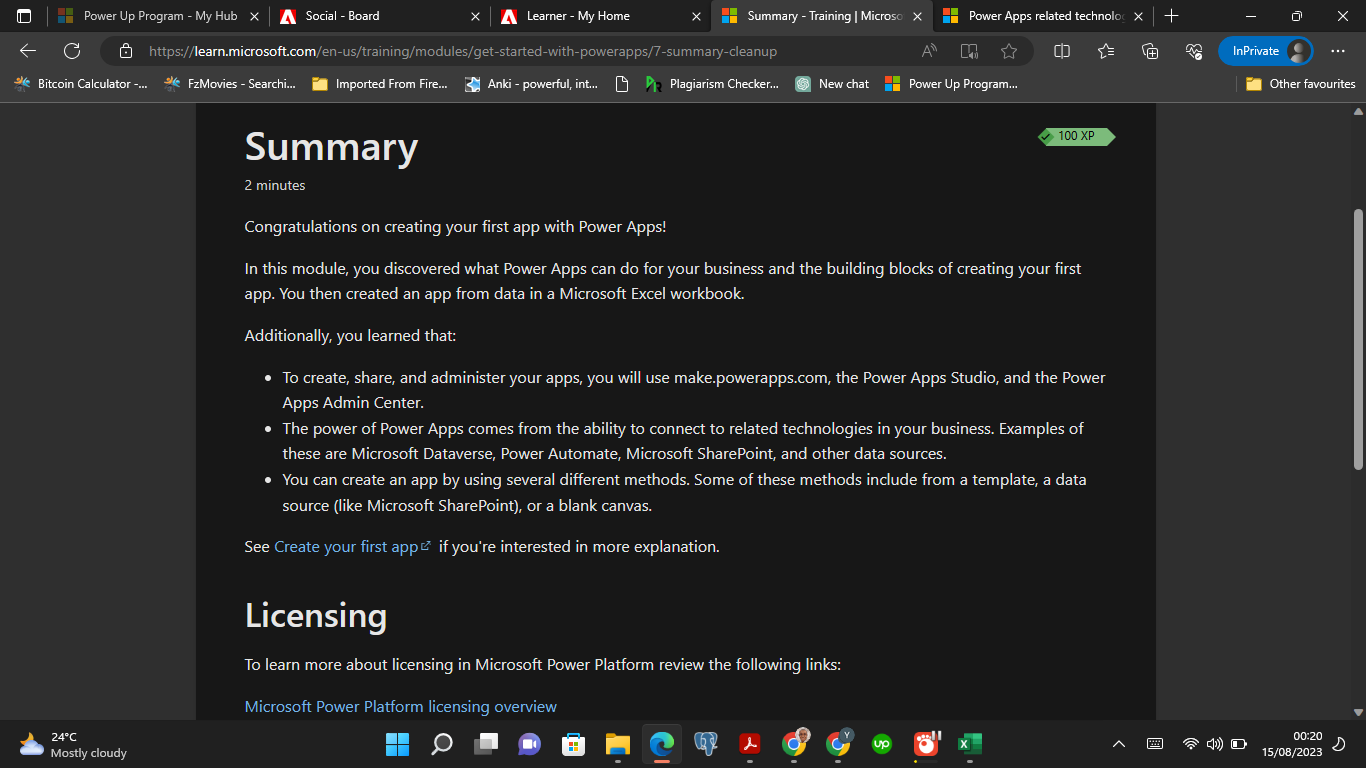 Power Up Program - My Hub
Social - Board
Learner - My Home
Summary - Training | Microso
Power Apps related technolog
https://learn.microsoft.com/en-us/training/modules/get-started-with-powerapps/7-summary-cleanup
InPrivate
Bitcoin Calculator -...
FzMovies - Searchi...
Imported From Fire...
Anki - powerful, int...
Plagiarism Checker...
New chat
Power Up Program...
Other favourites
Summary
100 XP
2 minutes
Congratulations on creating your first app with Power Apps!
In this module, you discovered what Power Apps can do for your business and the building blocks of creating your first
app. You then created an app from data in a Microsoft Excel workbook.
Additionally, you learned that:
• To create, share, and administer your apps, you will use make.powerapps.com, the Power Apps Studio, and the Power
Apps Admin Center.
• The power of Power Apps comes from the ability to connect to related technologies in your business. Examples of
these are Microsoft Dataverse, Power Automate, Microsoft SharePoint, and other data sources.
• You can create an app by using several different methods. Some of these methods include from a template, a data
source (like Microsoft SharePoint), or a blank canvas.
See Create your first app if you're interested in more explanation.
Licensing
To learn more about licensing in Microsoft Power Platform review the following links:
Microsoft Power Platform licensing overview
24°C
Mostly cloudy
up
Y
00:20
15/08/2023